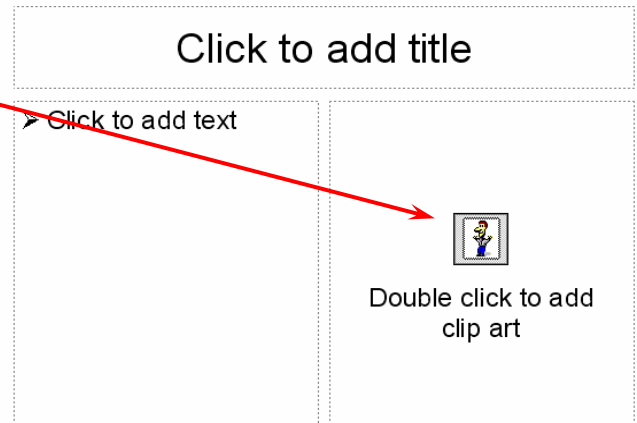 Click to add title
Click to add text
Double click to add
clip art